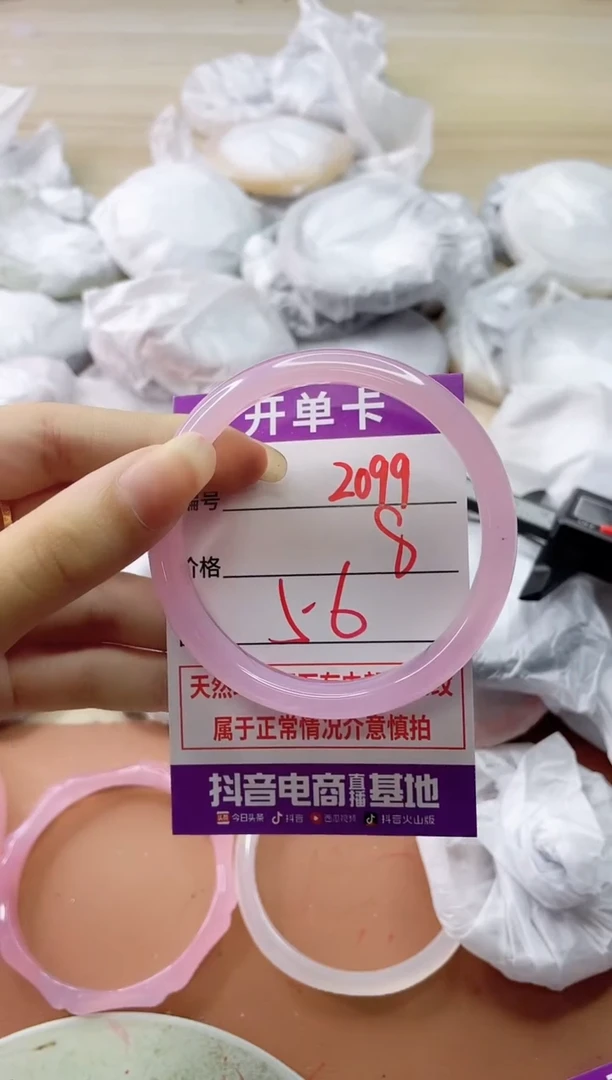 开单卡
编号 2099
8
价格
5.6
天然
属于正常情况介意慎拍
抖音电商直播基地
今日头条 抖音 西瓜视频 抖音火山版